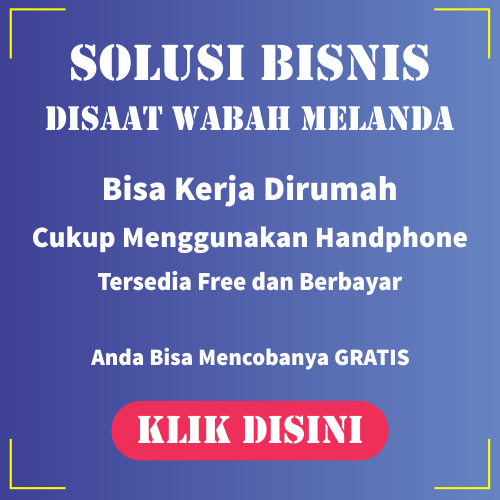 SOLUSI BISNIS
DISAAT WABAH MELANDA
Bisa Kerja Dirumah
Cukup Menggunakan Handphone
Tersedia Free dan Berbayar
Anda Bisa Mencobanya GRATIS
KLIK DISINI